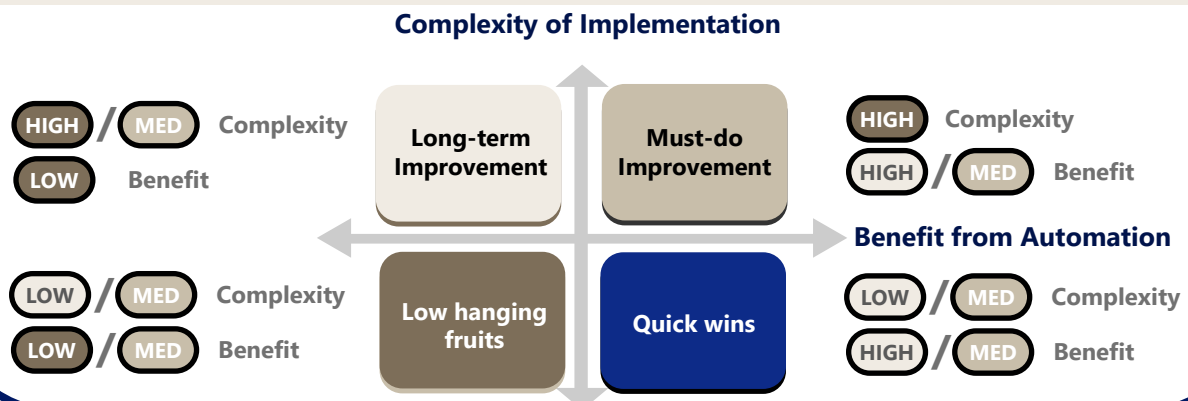 Complexity of Implementation
HIGH / MED Complexity
LOW Benefit
Long-term
Improvement
Must-do
Improvement
HIGH Complexity
HIGH / MED Benefit
Benefit from Automation
LOW / MED Complexity
LOW / MED Benefit
Low hanging
fruits
Quick wins
LOW / MED Complexity
HIGH / MED Benefit